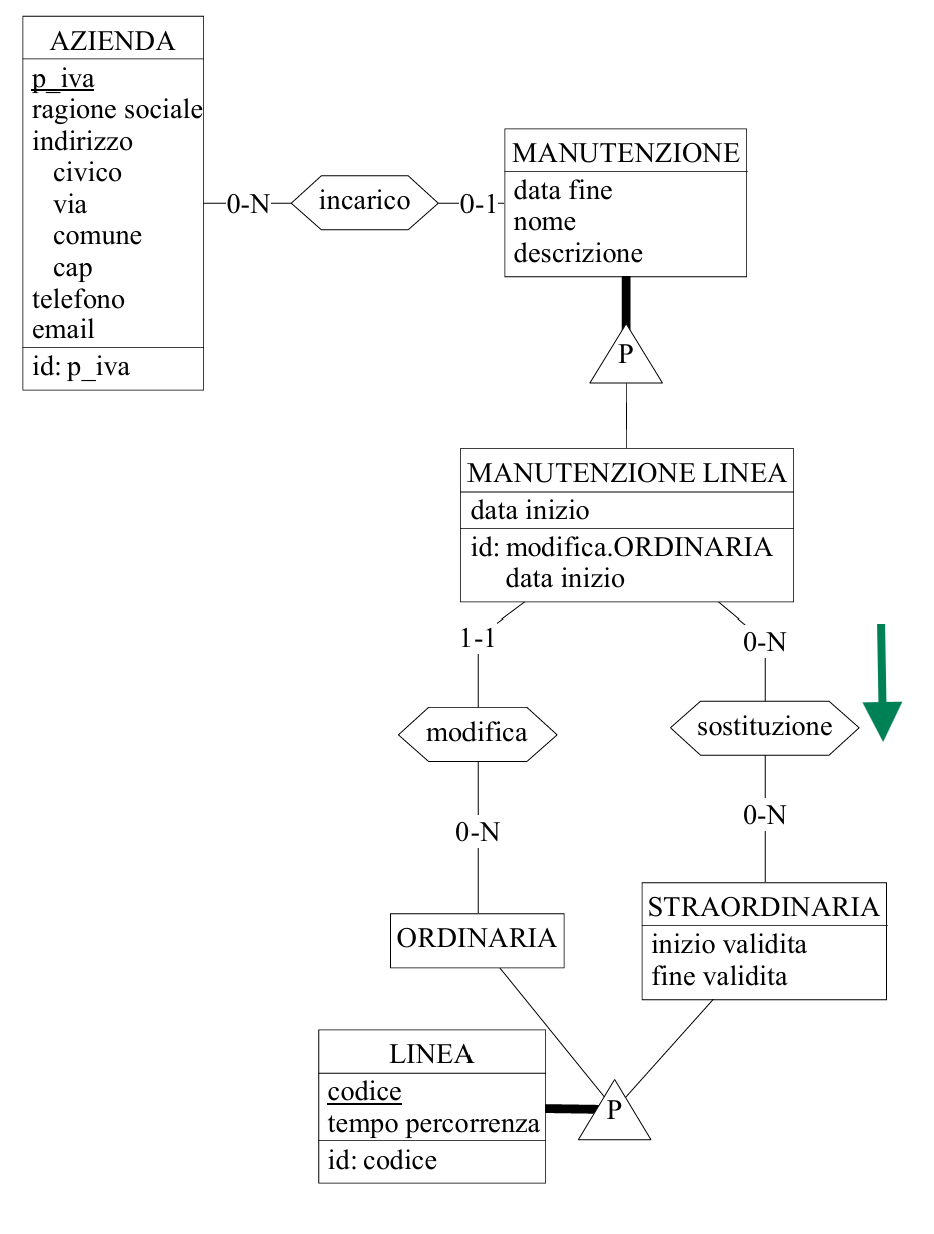 AZIENDA
p_iva
ragione sociale
indirizzo
civico
via
comune
cap
telefono
email
id: p_iva
0-N
incarico
0-1
MANUTENZIONE
data fine
nome
descrizione
P
MANUTENZIONE LINEA
data inizio
id: modifica.ORDINARIA
data inizio
1-1
0-N
modifica
sostituzione
0-N
0-N
ORDINARIA
STRAORDINARIA
inizio validita
fine validita
LINEA
codice
tempo percorrenza
id: codice
P